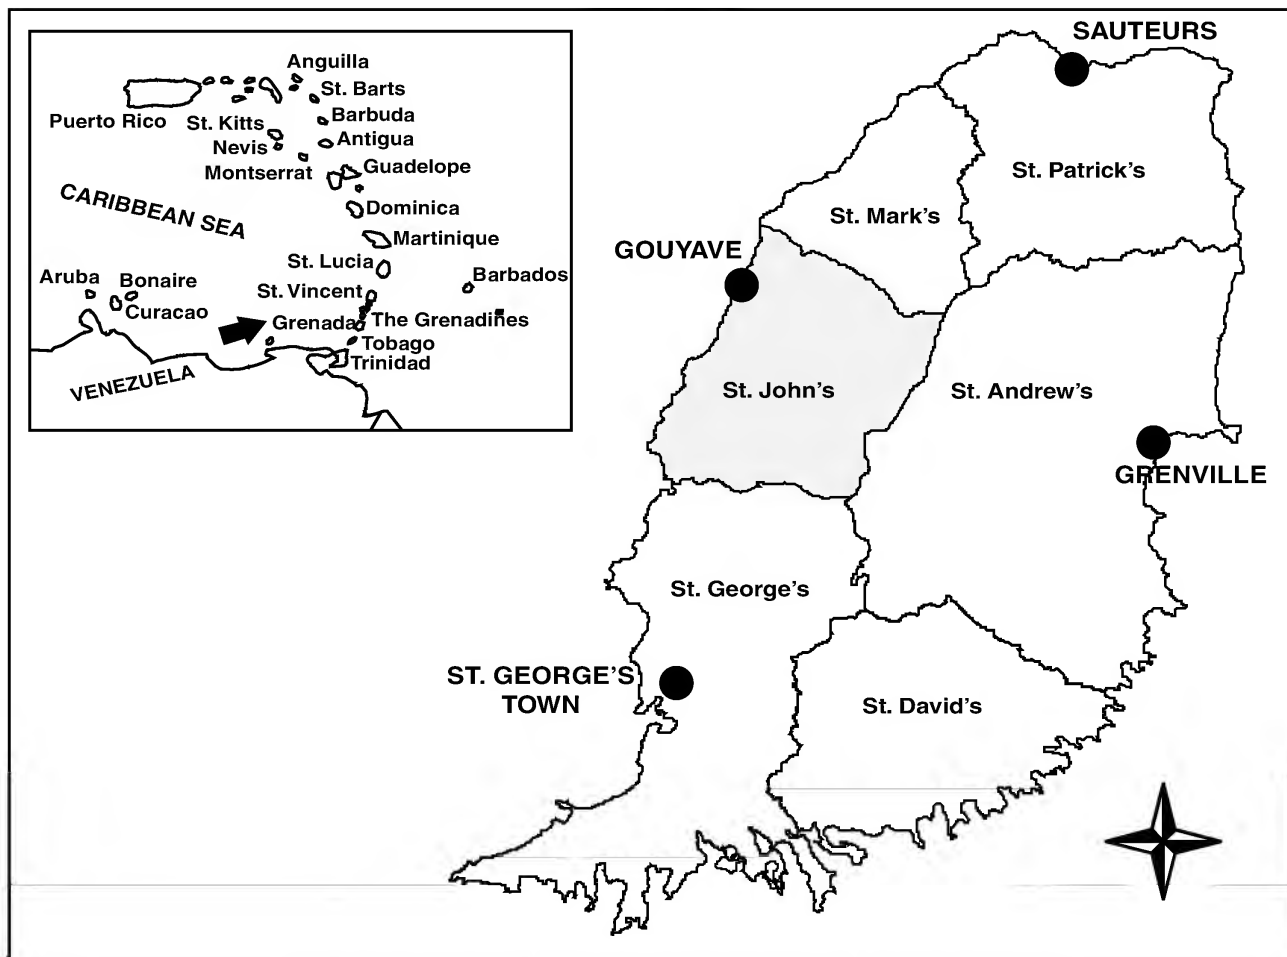 SAUTEURS
Anguilla
St. Barts
Puerto Rico
St. Kitts
Barbuda
Nevis
Antigua
Montserrat
Guadelope
CARIBBEAN SEA
Dominica
Martinique
St. Lucia
Barbados
Aruba
Bonaire
St. Vincent
Curacao
Grenada
The Grenadines
Tobago
Trinidad
VENEZUELA
St. Patrick's
St. Mark's
GOUYAVE
St. John's
St. Andrew's
GRENVILLE
St. George's
ST. GEORGE'S
TOWN
St. David's